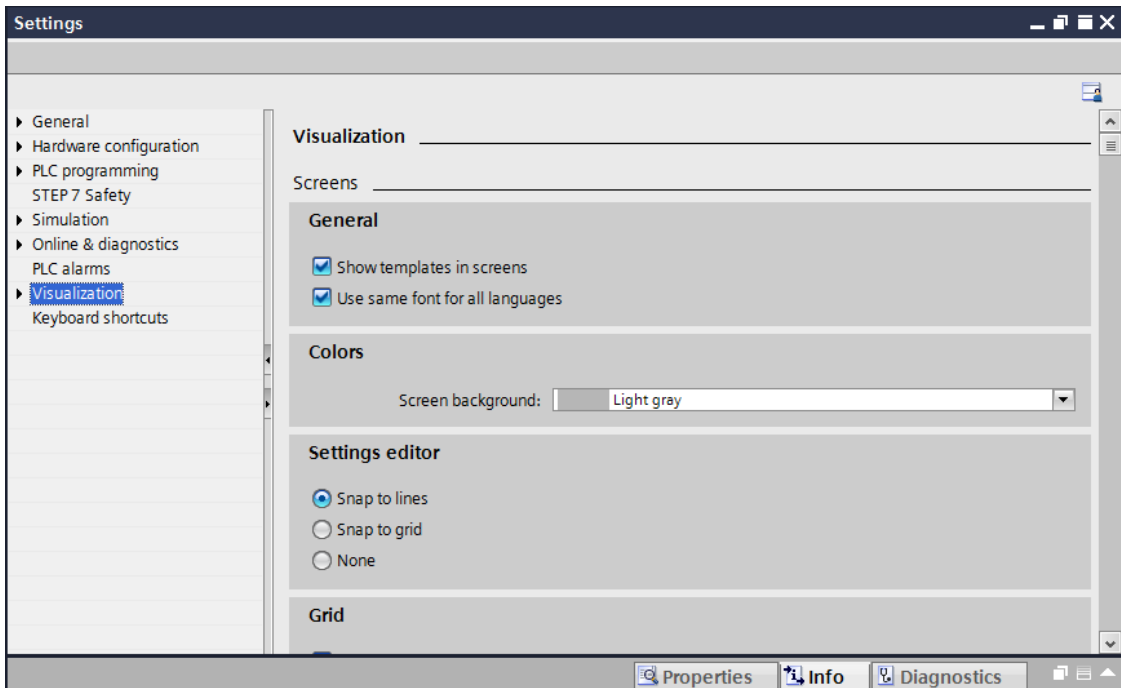 Settings
General
Hardware configuration
PLC programming
STEP 7 Safety
Simulation
Online & diagnostics
PLC alarms
Visualization
Keyboard shortcuts
Visualization
Screens
General
Show templates in screens
Use same font for all languages
Colors
Screen background: Light gray
Settings editor
Snap to lines
Snap to grid
None
Grid
Properties Info Diagnostics